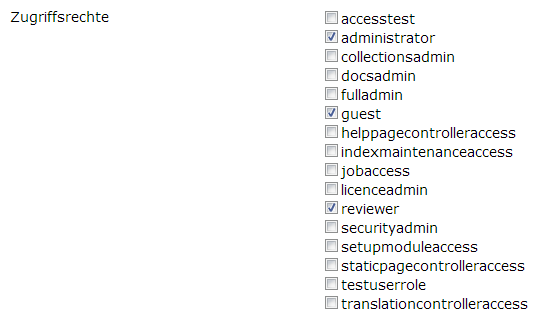 Zugriffsrechte
accesstest
administrator
collectionsadmin
docsadmin
fulladmin
guest
helppagecontrolleraccess
indexmaintenanceaccess
jobaccess
licenceadmin
reviewer
securityadmin
setupmoduleaccess
staticpagecontrolleraccess
testuserrole
translationcontrolleraccess